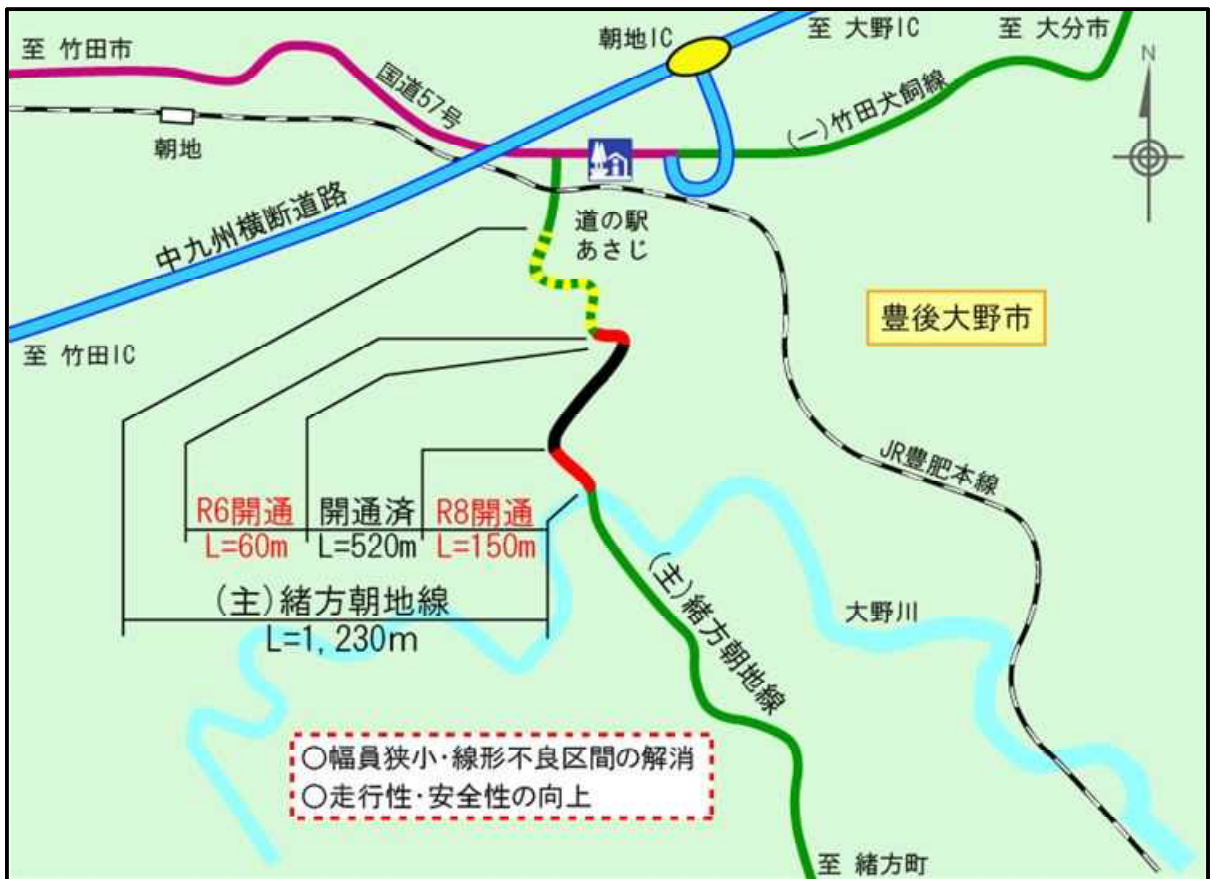 至 竹田市
朝地IC
至 大野IC
至 大分市
N
国道57号
(一)竹田犬飼線
朝地
中九州横断道路
道の駅
あさじ
豊後大野市
至 竹田IC
JR豊肥本線
R6開通
L=60m
開通済
L=520m
R8開通
L=150m
(主)緒方朝地線
L=1,230m
(主)緒方朝地線
大野川
○幅員狭小・線形不良区間の解消
○走行性・安全性の向上
至 緒方町